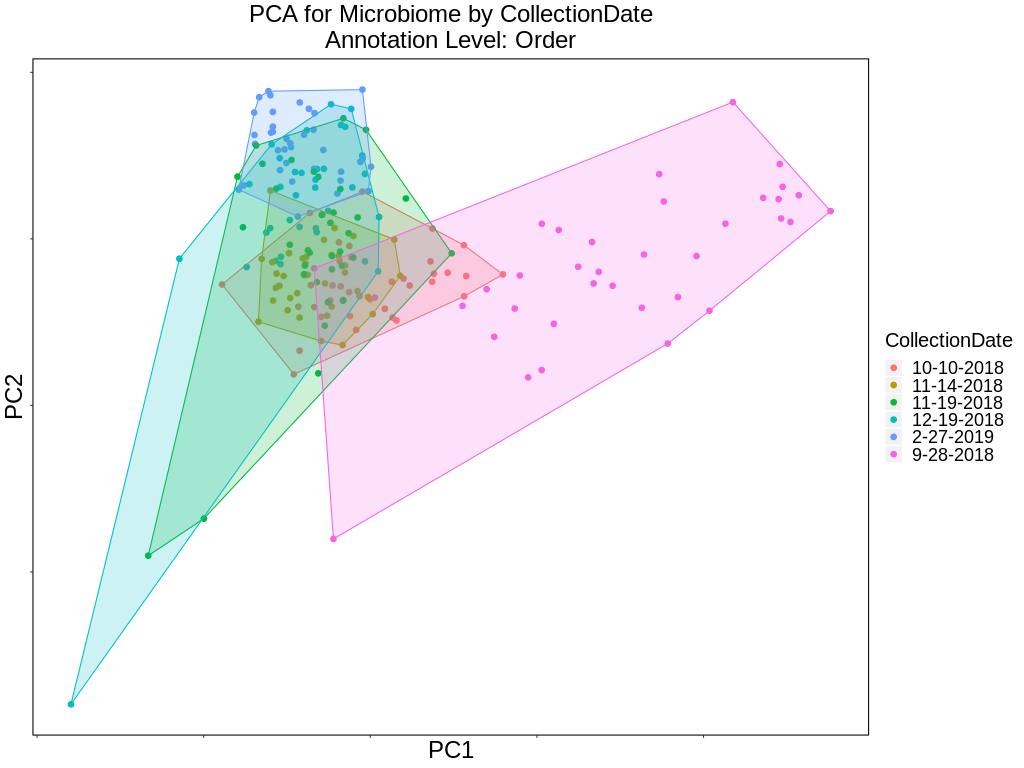 PCA for Microbiome by CollectionDate
Annotation Level: Order
PC2
PC1
CollectionDate
10-10-2018
11-14-2018
11-19-2018
12-19-2018
2-27-2019
9-28-2018